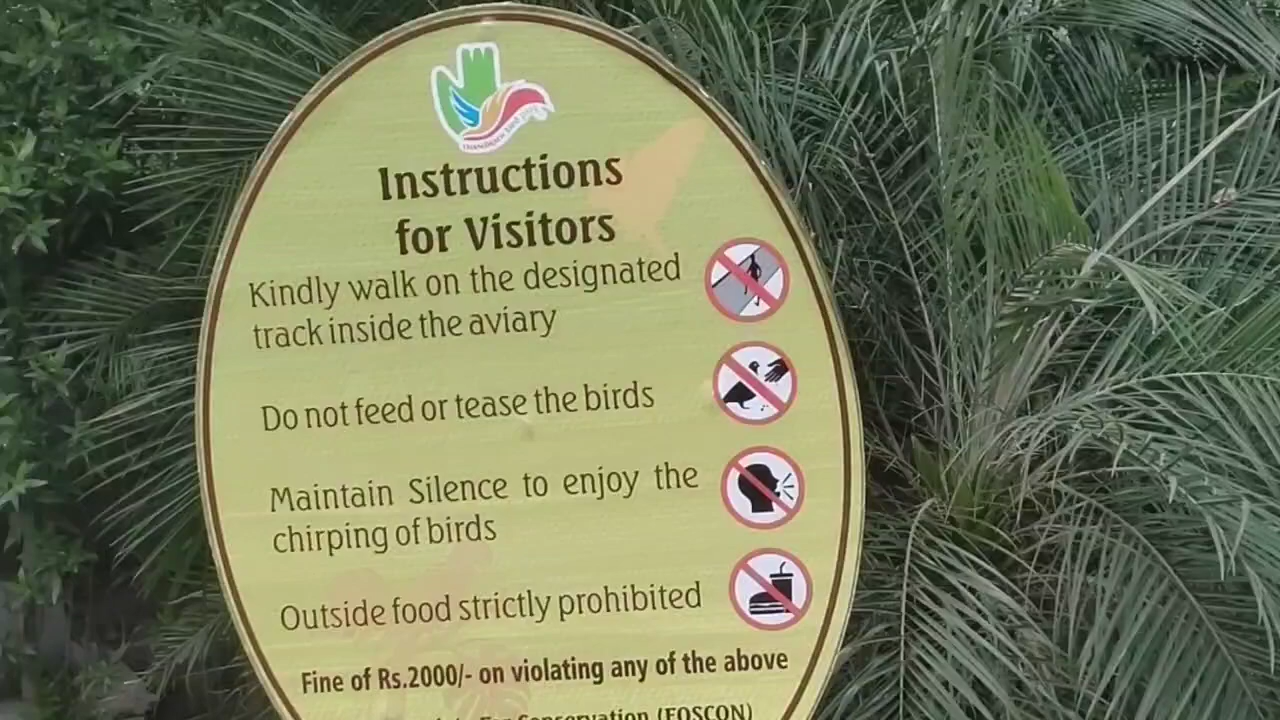 Instructions
for Visitors
Kindly walk on the designated
track inside the aviary
Do not feed or tease the birds
Maintain Silence to enjoy the
chirping of birds
Outside food strictly prohibited
Fine of Rs.2000/- on violating any of the above
For Conservation (FOSCON)